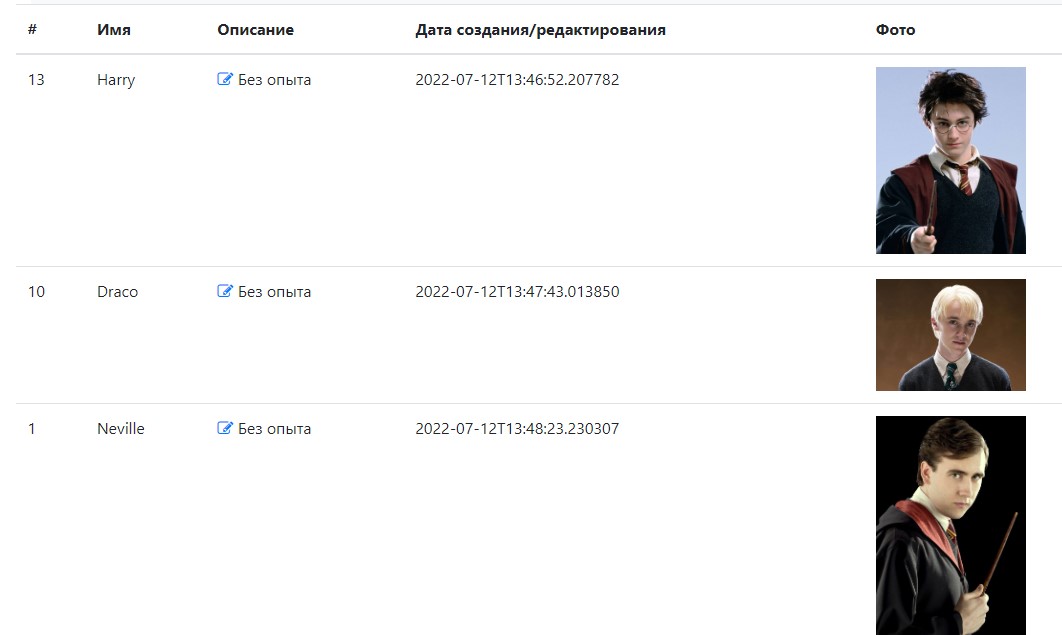 # Имя Описание Дата создания/редактирования Фото
13 Harry Без опыта 2022-07-12T13:46:52.207782
10 Draco Без опыта 2022-07-12T13:47:43.013850
1 Neville Без опыта 2022-07-12T13:48:23.230307